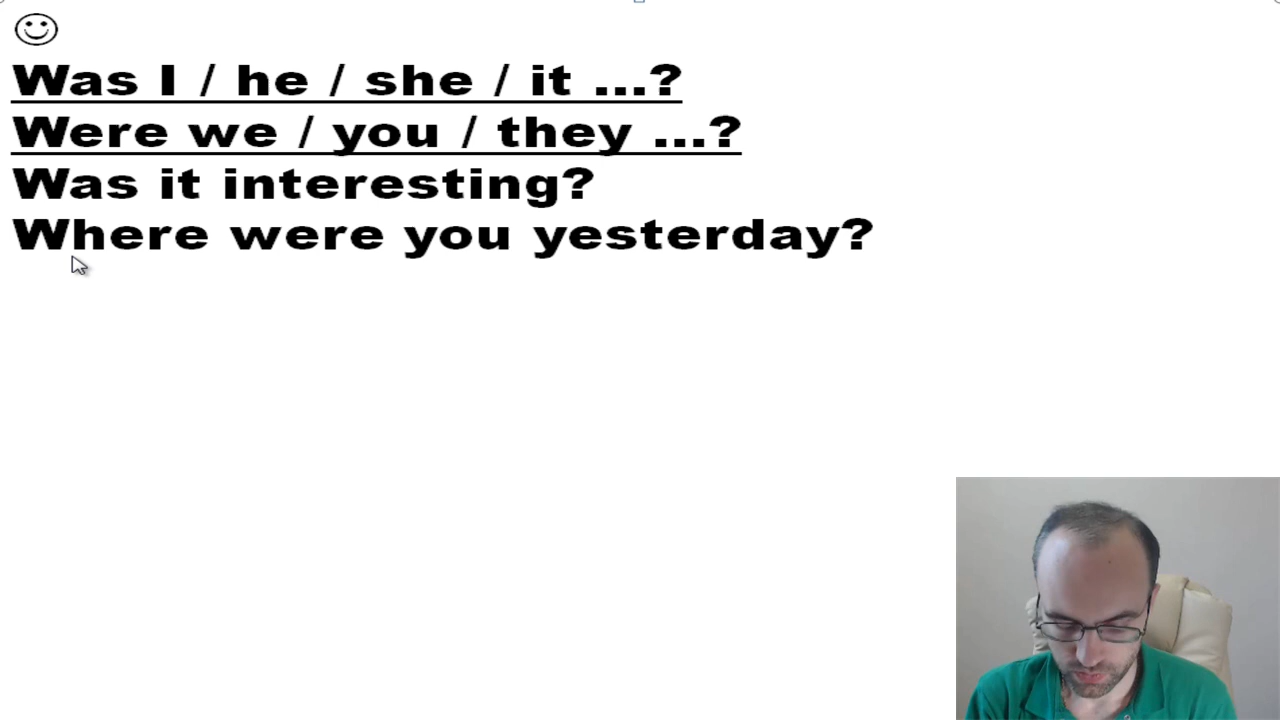 Was I / he / she / it ...?
Were we / you / they ...?
Was it interesting?
Where were you yesterday?